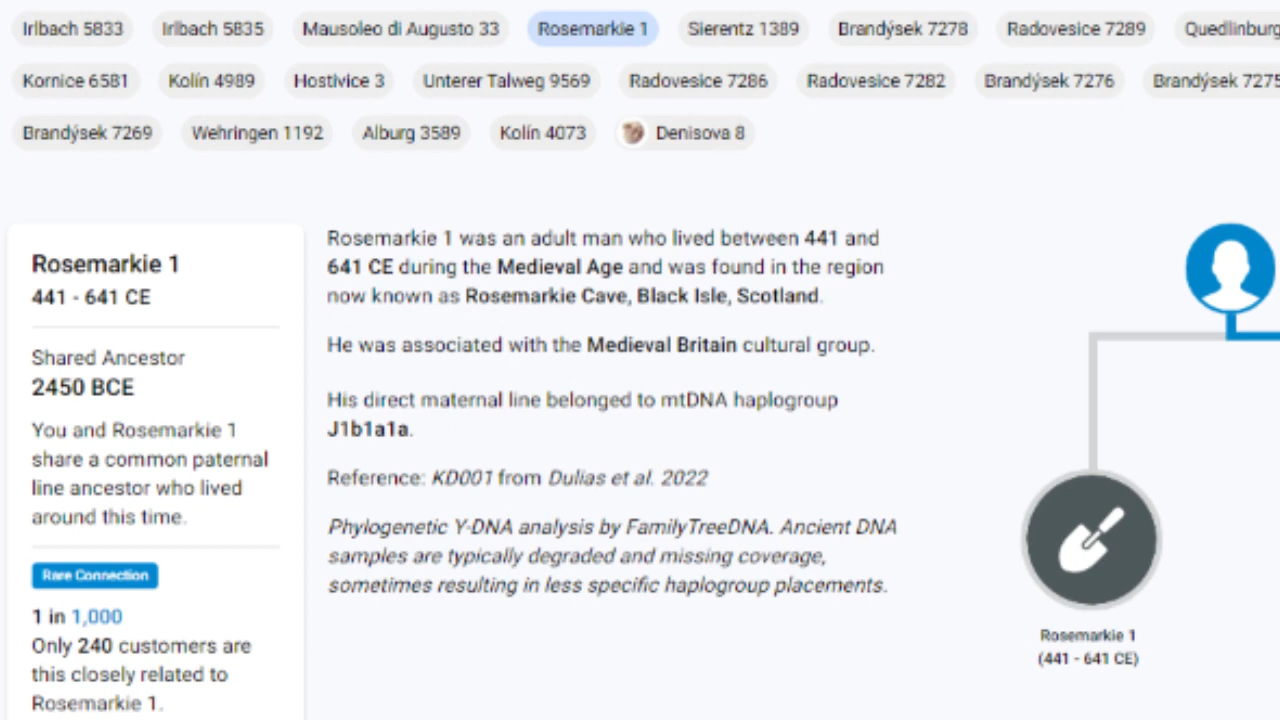 Irlbach 5833 Irlbach 5835 Mausoleo di Augusto 33 Rosemarkie 1 Sierentz 1389 Brandýsek 7278 Radovesice 7289 Quedlinburg
Kornice 6581 Kolín 4989 Hostivice 3 Unterer Talweg 9569 Radovesice 7286 Radovesice 7282 Brandýsek 7276 Brandýsek 7275
Brandýsek 7269 Wehringen 1192 Alburg 3589 Kolín 4073 Denisova 8
Rosemarkie 1
441 - 641 CE
Shared Ancestor
2450 BCE
You and Rosemarkie 1
share a common paternal
line ancestor who lived
around this time.
Rare Connection
1 in 1,000
Only 240 customers are
this closely related to
Rosemarkie 1.
Rosemarkie 1 was an adult man who lived between 441 and
641 CE during the Medieval Age and was found in the region
now known as Rosemarkie Cave, Black Isle, Scotland.
He was associated with the Medieval Britain cultural group.
His direct maternal line belonged to mtDNA haplogroup
J1b1a1a.
Reference: KD001 from Dulias et al. 2022
Phylogenetic Y-DNA analysis by FamilyTreeDNA. Ancient DNA
samples are typically degraded and missing coverage,
sometimes resulting in less specific haplogroup placements.
Rosemarkie 1
(441 - 641 CE)